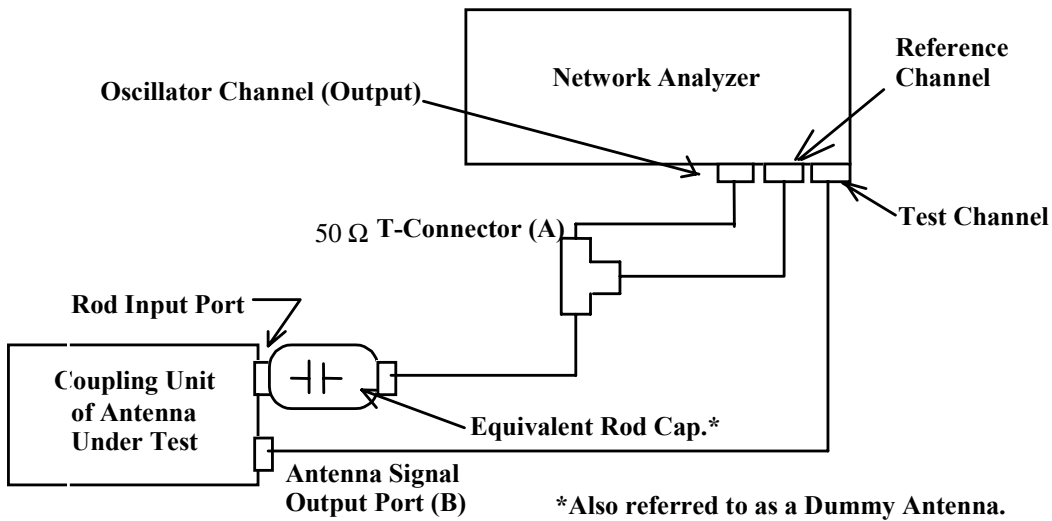 Reference
Channel
Network Analyzer
Oscillator Channel (Output)
Test Channel
50 Ω T-Connector (A)
Rod Input Port
Coupling Unit
of Antenna
Under Test
Equivalent Rod Cap.*
Antenna Signal
Output Port (B)
*Also referred to as a Dummy Antenna.